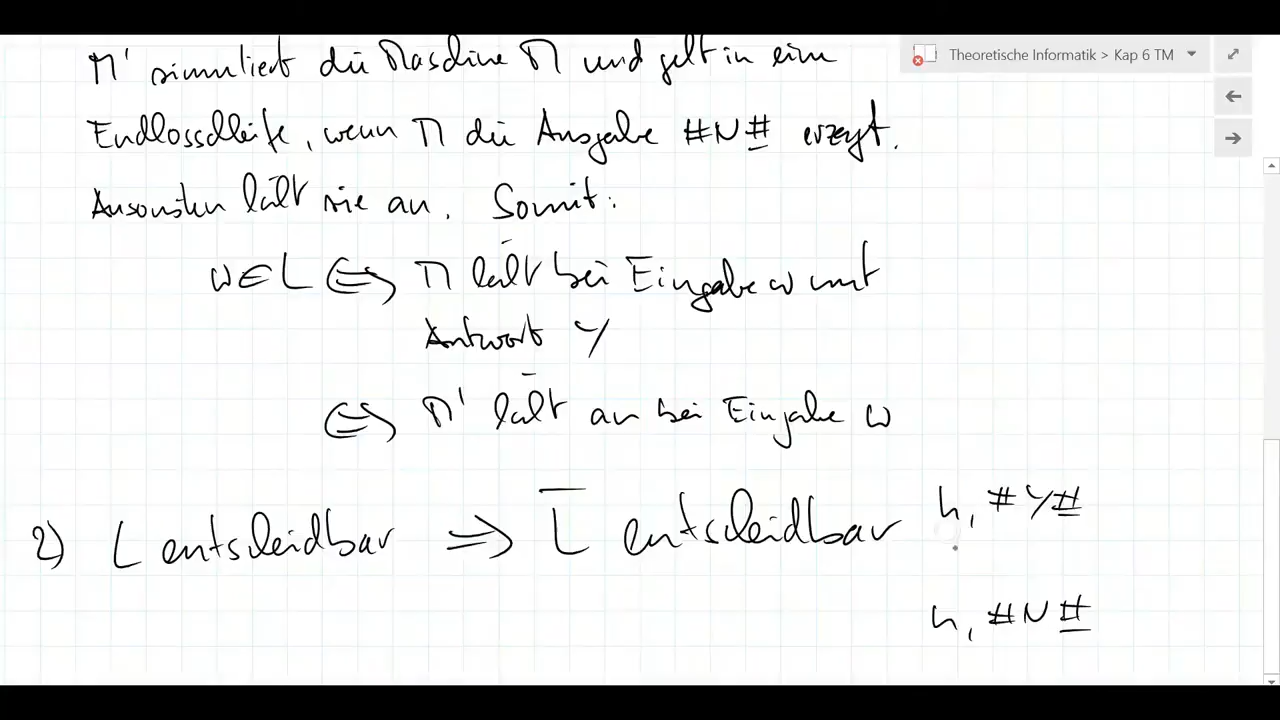 Theoretische Informatik > Kap 6 TM
M' simuliert die Maschine M und geht in eine
Endlosschleife, wenn M die Ausgabe #N# erzeugt.
Ansonsten hält sie an. Somit:
w ∈ L ⇔ M hält bei Eingabe w mit
Antwort Y
⇔ M' hält an bei Eingabe w
2) L entscheidbar ⇒ L̅ entscheidbar h, #Y#
h, #N#